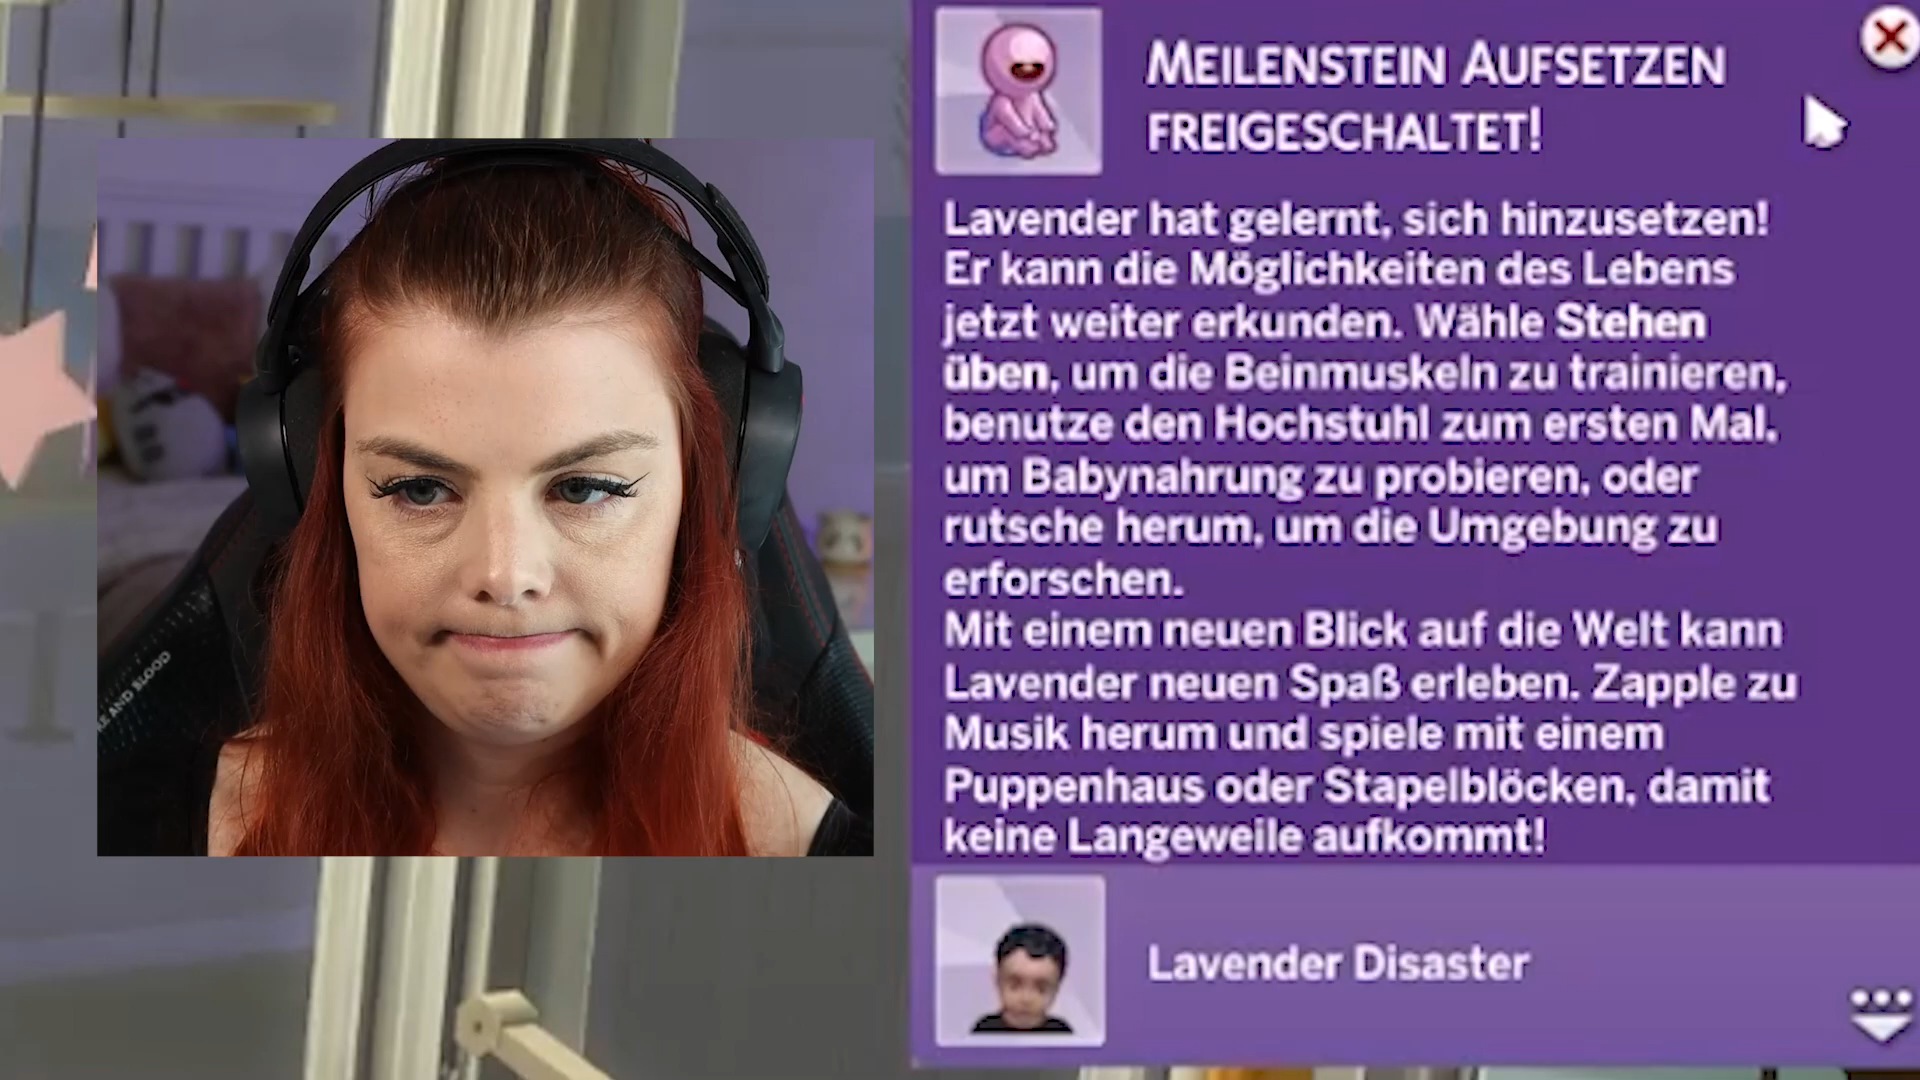 MEILENSTEIN AUFSETZEN
FREIGESCHALTET!
Lavender hat gelernt, sich hinzusetzen!
Er kann die Möglichkeiten des Lebens
jetzt weiter erkunden. Wähle Stehen
üben, um die Beinmuskeln zu trainieren,
benutze den Hochstuhl zum ersten Mal,
um Babynahrung zu probieren, oder
rutsche herum, um die Umgebung zu
erforschen.
Mit einem neuen Blick auf die Welt kann
Lavender neuen Spaß erleben. Zapple zu
Musik herum und spiele mit einem
Puppenhaus oder Stapelblöcken, damit
keine Langeweile aufkommt!
Lavender Disaster
AND BLOOD